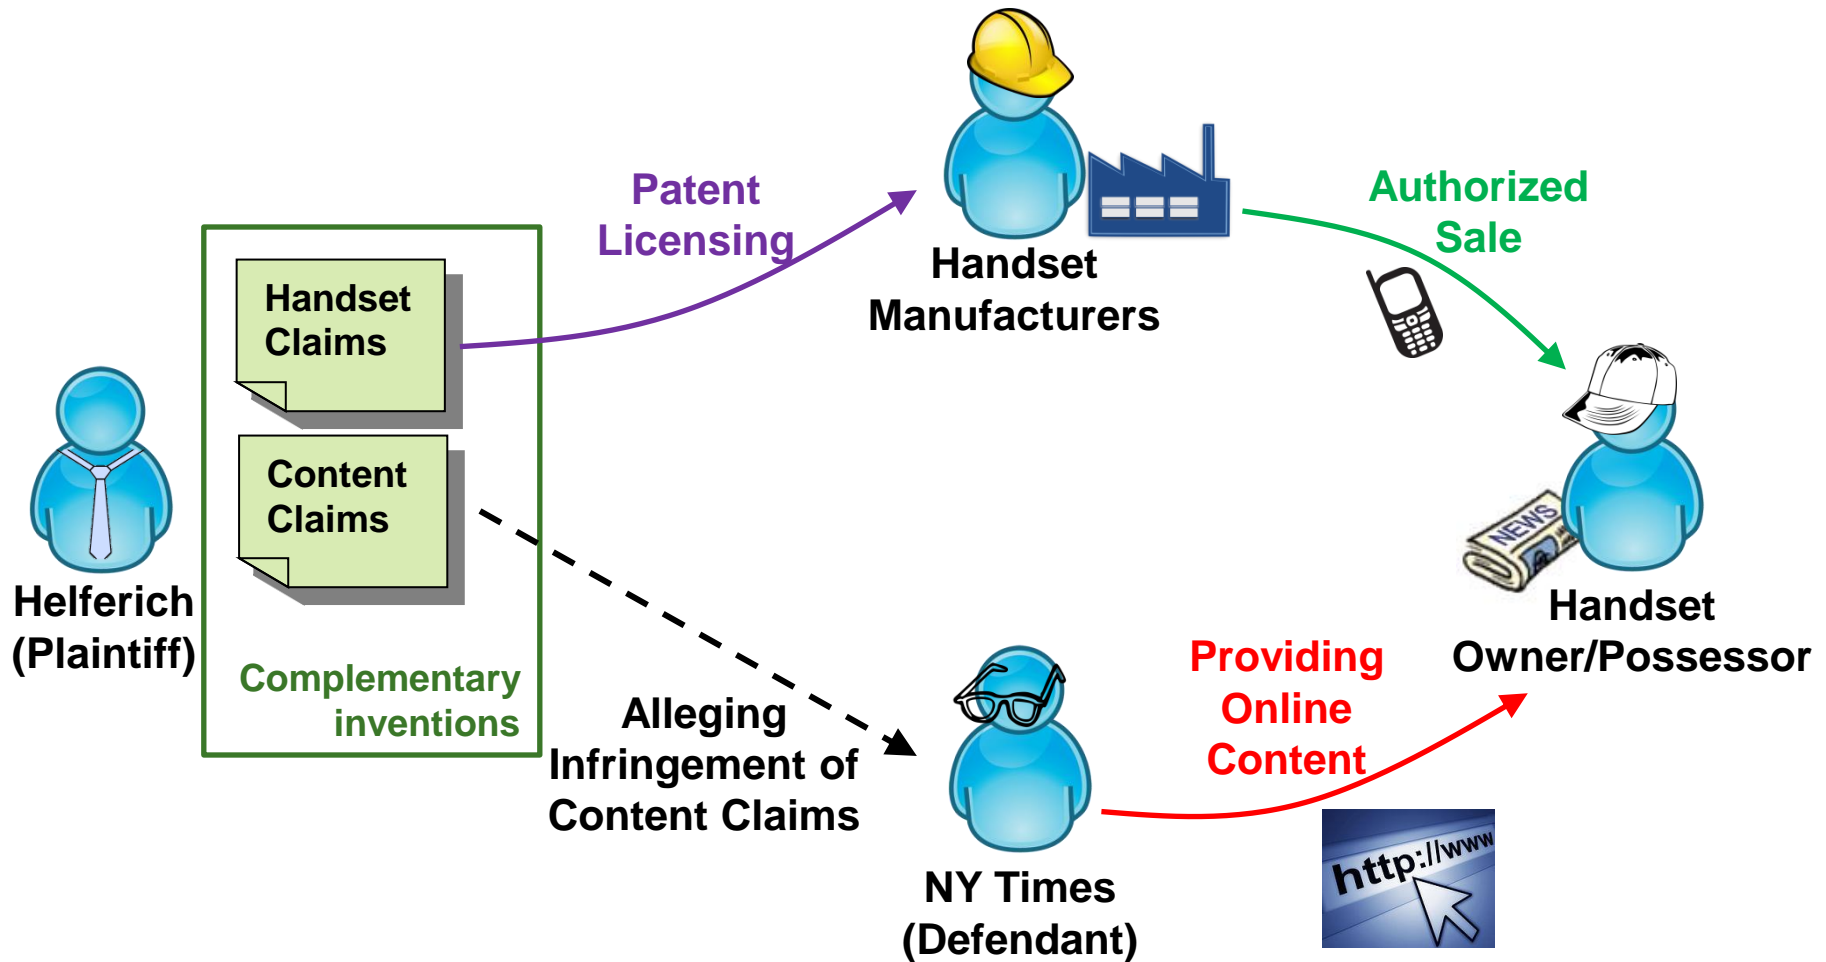 Patent
Licensing
Handset
Manufacturers
Authorized
Sale
Handset
Claims
Content
Claims
Complementary
inventions
Helferich
(Plaintiff)
Alleging
Infringement of
Content Claims
NY Times
(Defendant)
Providing
Online
Content
http://www
NEWS
Handset
Owner/Possessor